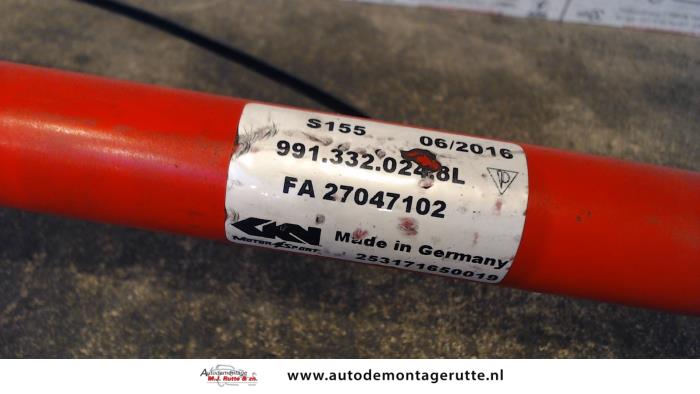 S155 06/2016
991.332.024.8L
FA 27047102
GKN
MOTORSPORT
Made in Germany
253171650019
Autodemontage
M.J. Rutte & zn.
www.autodemontagerutte.nl